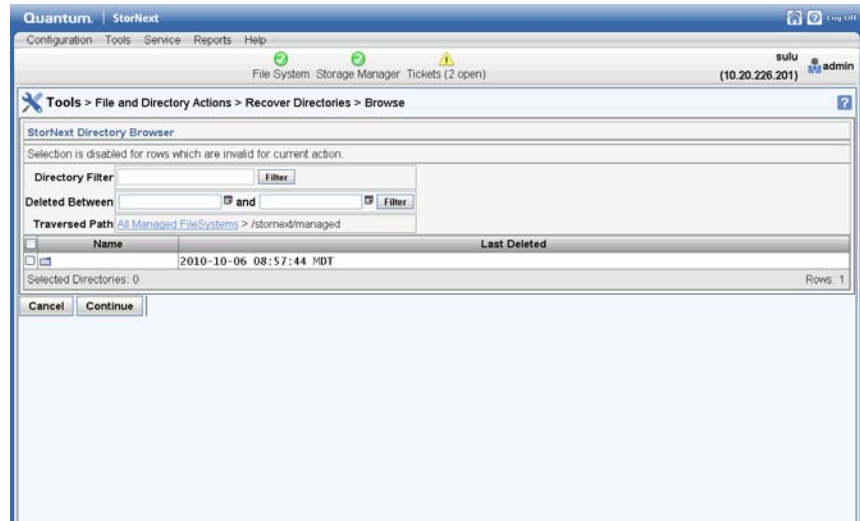 Quantum. StorNext Log Off
Configuration Tools Service Reports Help
File System Storage Manager Tickets (2 open)
sulu
(10.20.226.201) admin
Tools > File and Directory Actions > Recover Directories > Browse
StorNext Directory Browser
Selection is disabled for rows which are invalid for current action.
Directory Filter Filter
Deleted Between and Filter
Traversed Path All Managed FileSystems > /stornext/managed
Name Last Deleted
2010-10-06 08:57:44 MDT
Selected Directories: 0 Rows: 1
Cancel Continue